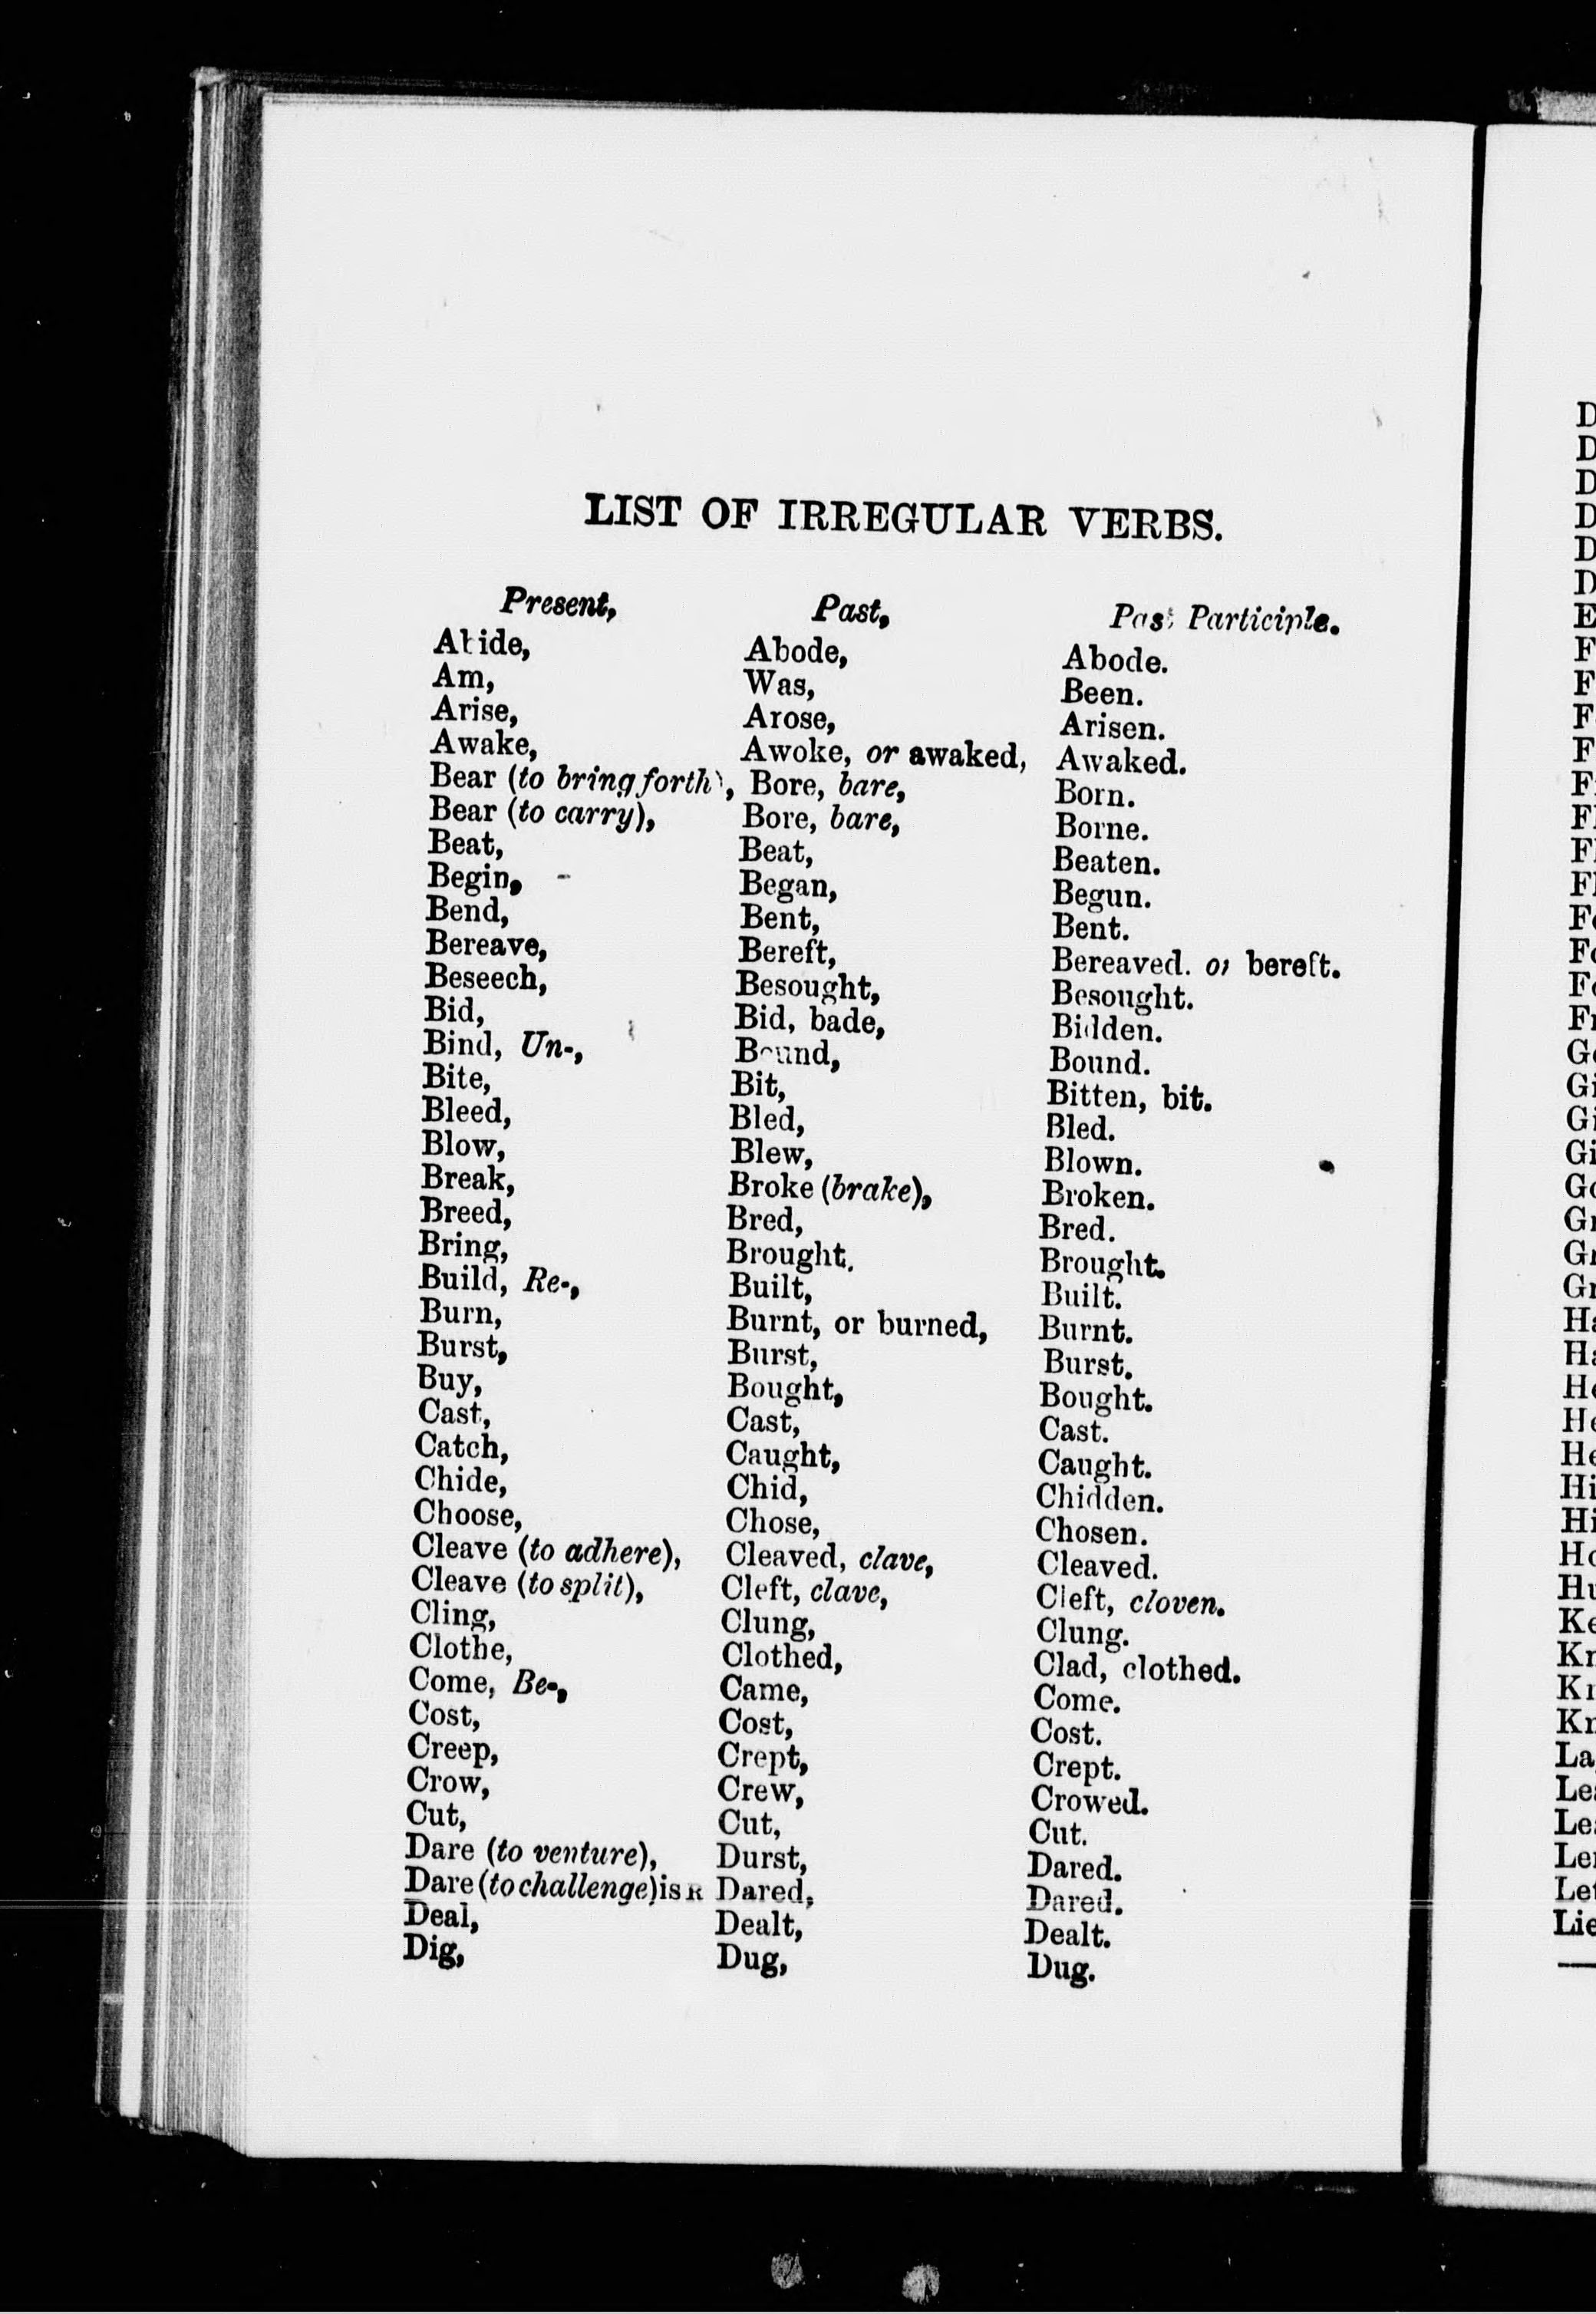 LIST OF IRREGULAR VERBS.
Present, Past, Past Participle.
Abide, Abode, Abode.
Am, Was, Been.
Arise, Arose, Arisen.
Awake, Awoke, or awaked, Awaked.
Bear (to bring forth), Bore, bare, Born.
Bear (to carry), Bore, bare, Borne.
Beat, Beat, Beaten.
Begin, Began, Begun.
Bend, Bent, Bent.
Bereave, Bereft, Bereaved. or bereft.
Beseech, Besought, Besought.
Bid, Bid, bade, Bidden.
Bind, Un-, Bound, Bound.
Bite, Bit, Bitten, bit.
Bleed, Bled, Bled.
Blow, Blew, Blown.
Break, Broke (brake), Broken.
Breed, Bred, Bred.
Bring, Brought, Brought.
Build, Re-, Built, Built.
Burn, Burnt, or burned, Burnt.
Burst, Burst, Burst.
Buy, Bought, Bought.
Cast, Cast, Cast.
Catch, Caught, Caught.
Chide, Chid, Chidden.
Choose, Chose, Chosen.
Cleave (to adhere), Cleaved, clave, Cleaved.
Cleave (to split), Cleft, clave, Cleft, cloven.
Cling, Clung, Clung.
Clothe, Clothed, Clad, clothed.
Come, Be-, Came, Come.
Cost, Cost, Cost.
Creep, Crept, Crept.
Crow, Crew, Crowed.
Cut, Cut, Cut.
Dare (to venture), Durst, Dared.
Dare (to challenge) is R Dared, Dared.
Deal, Dealt, Dealt.
Dig, Dug, Dug.